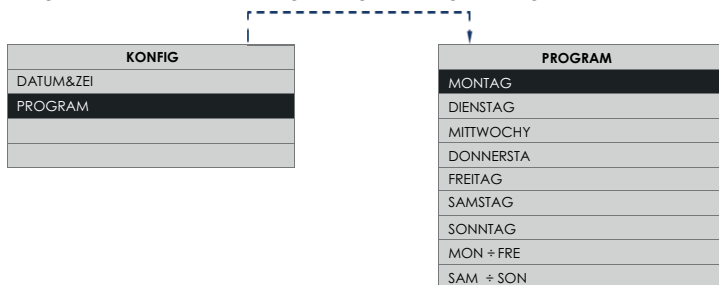 KONFIG
DATUM&ZEI
PROGRAM
PROGRAM
MONTAG
DIENSTAG
MITTWOCHY
DONNERSTA
FREITAG
SAMSTAG
SONNTAG
MON ÷ FRE
SAM ÷ SON